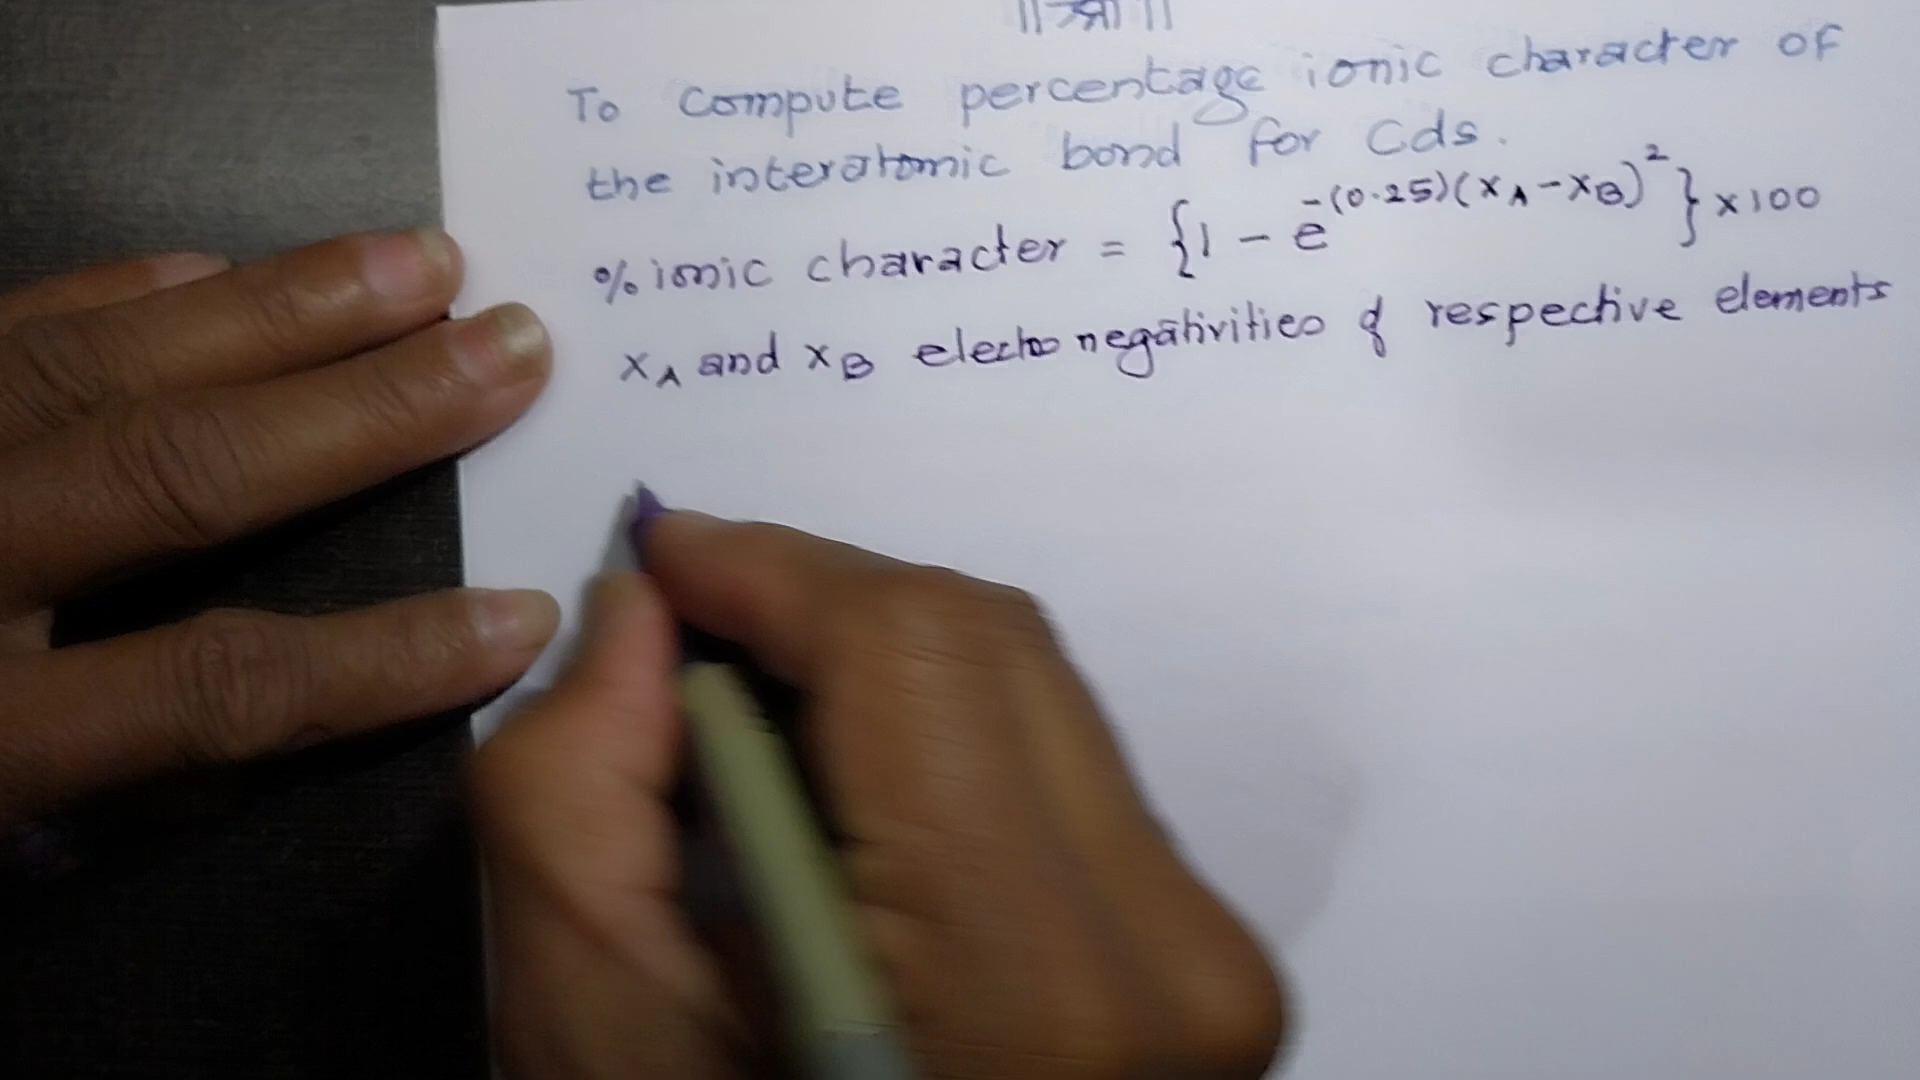 || श्री ||
To compute percentage ionic character of
the interatomic bond for Cds.
% ionic character = {1 - e^-(0.25)(xA-xB)²} x 100
xA and xB electronegativities of respective elements